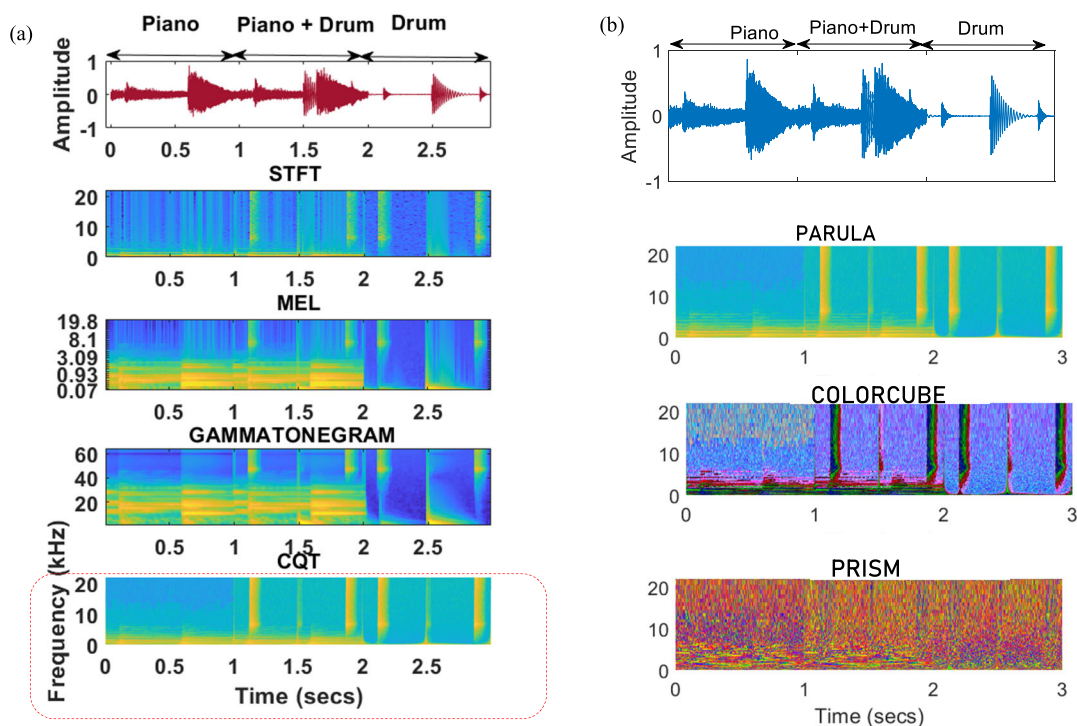 (a)
Piano Piano + Drum Drum
Amplitude
1
0
-1
0 0.5 1 1.5 2 2.5
STFT
20
10
0
0.5 1 1.5 2 2.5
MEL
19.8
8.1
3.09
0.93
0.07
0.5 1 1.5 2 2.5
GAMMATONEGRAM
60
40
20
0.5 1 1.5 2 2.5
CQT
Frequency (kHz)
20
10
0
0.5 1 1.5 2 2.5
Time (secs)
(b)
Piano Piano+Drum Drum
Amplitude
1
0
-1
PARULA
20
10
0
0 1 2 3
COLORCUBE
20
10
0
0 1 2 3
PRISM
20
10
0
0 1 2 3
Time (secs)